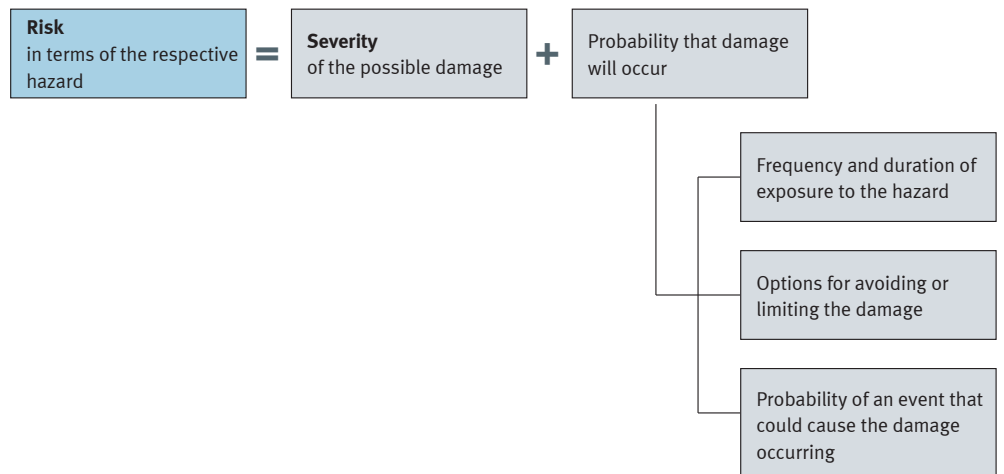 Risk
in terms of the respective
hazard
=
Severity
of the possible damage
+
Probability that damage
will occur
Frequency and duration of
exposure to the hazard
Options for avoiding or
limiting the damage
Probability of an event that
could cause the damage
occurring